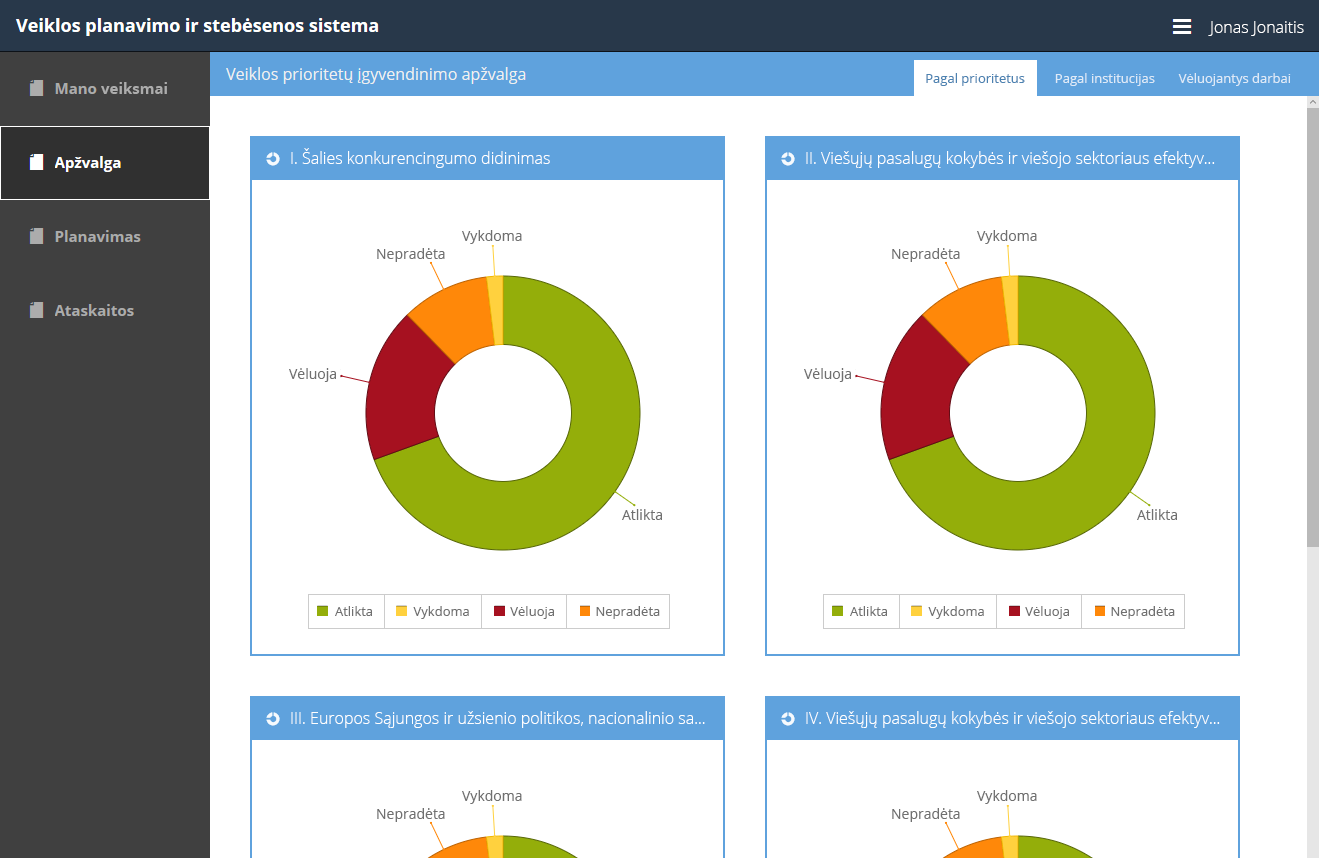 Veiklos planavimo ir stebėsenos sistema
Jonas Jonaitis
Mano veiksmai
Apžvalga
Planavimas
Ataskaitos
Veiklos prioritetų įgyvendinimo apžvalga
Pagal prioritetus
Pagal institucijas
Vėluojantys darbai
I. Šalies konkurencingumo didinimas
Vykdoma
Nepradėta
Vėluoja
Atlikta
Atlikta
Vykdoma
Vėluoja
Nepradėta
II. Viešųjų pasalugų kokybės ir viešojo sektoriaus efektyv...
Vykdoma
Nepradėta
Vėluoja
Atlikta
Atlikta
Vykdoma
Vėluoja
Nepradėta
III. Europos Sąjungos ir užsienio politikos, nacionalinio sa...
Vykdoma
Nepradėta
IV. Viešųjų pasalugų kokybės ir viešojo sektoriaus efektyv...
Vykdoma
Nepradėta